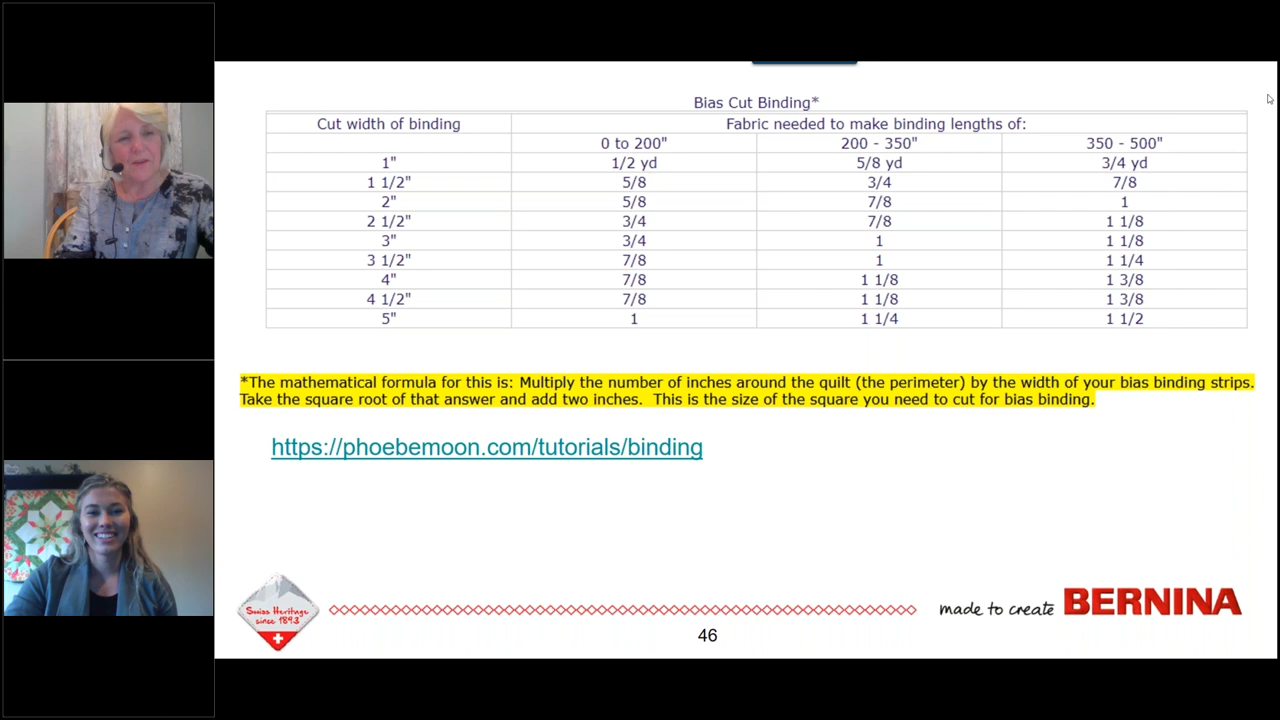 Bias Cut Binding*
Cut width of binding Fabric needed to make binding lengths of:
0 to 200" 200 - 350" 350 - 500"
1" 1/2 yd 5/8 yd 3/4 yd
1 1/2" 5/8 3/4 7/8
2" 5/8 7/8 1
2 1/2" 3/4 7/8 1 1/8
3" 3/4 1 1 1/8
3 1/2" 7/8 1 1 1/4
4" 7/8 1 1/8 1 3/8
4 1/2" 7/8 1 1/8 1 3/8
5" 1 1 1/4 1 1/2
*The mathematical formula for this is: Multiply the number of inches around the quilt (the perimeter) by the width of your bias binding strips.
Take the square root of that answer and add two inches. This is the size of the square you need to cut for bias binding.
https://phoebemoon.com/tutorials/binding
Swiss Heritage
since 1893
made to create BERNINA
46